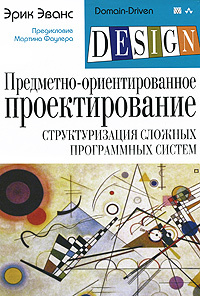 Эрик Эванс
Domain-Driven
DESIGN
Предисловие
Мартина Фаулера
Предметно-ориентированное
проектирование
СТРУКТУРИЗАЦИЯ СЛОЖНЫХ
ПРОГРАММНЫХ СИСТЕМ